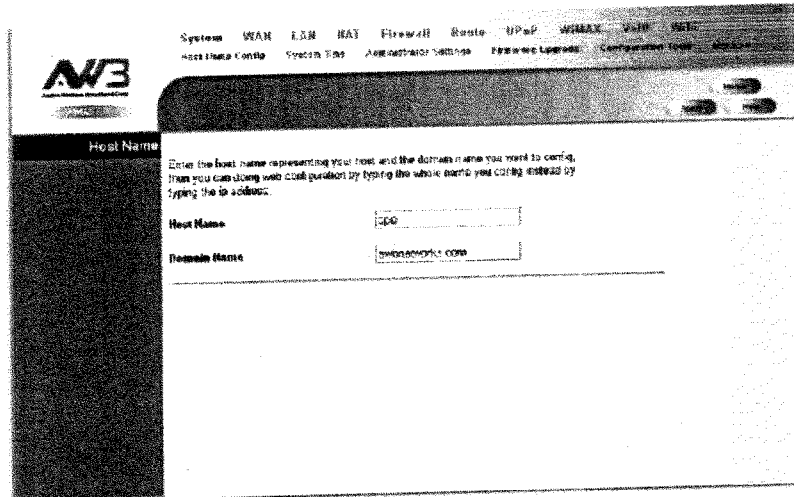 System WAN LAN NAT Firewall Route UPnP WiMAX VoIP
Host Name Config System Time Administrator Settings Firmware Upgrade Configuration Tools
AW3
Host Name
Enter the host name representing your host and the domain name you want to config,
then you can doing web configuration by typing the whole name you config instead by
typing the ip address.
Host Name cpe
Domain Name